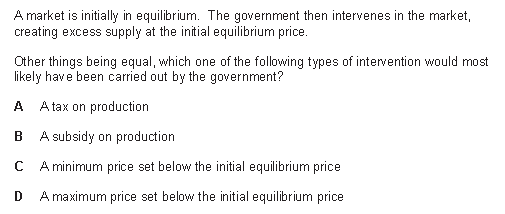 A market is initially in equilibrium. The government then intervenes in the market,
creating excess supply at the initial equilibrium price.
Other things being equal, which one of the following types of intervention would most
likely have been carried out by the government?
A A tax on production
B A subsidy on production
C A minimum price set below the initial equilibrium price
D A maximum price set below the initial equilibrium price